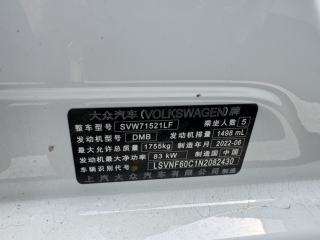 大众汽车(VOLKSWAGEN)牌
整车型号 SVW71521LF 乘坐人数 5
发动机型号 DMB 发动机排量 1498 mL
最大允许总质量 1755kg 制造年月 2022-06
发动机最大净功率 83 kW 制造国 中国
车辆识别代号 LSVNF60C1N2082430
上汽大众汽车有限公司制造